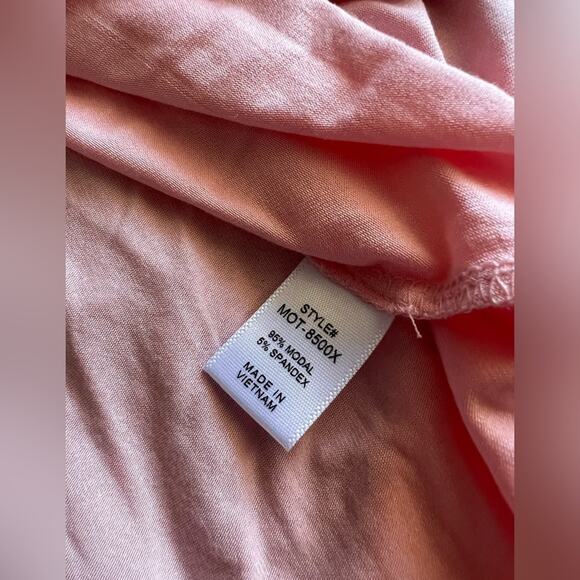 STYLE#
MOT-8500X
95% MODAL
5% SPANDEX
MADE IN
VIETNAM